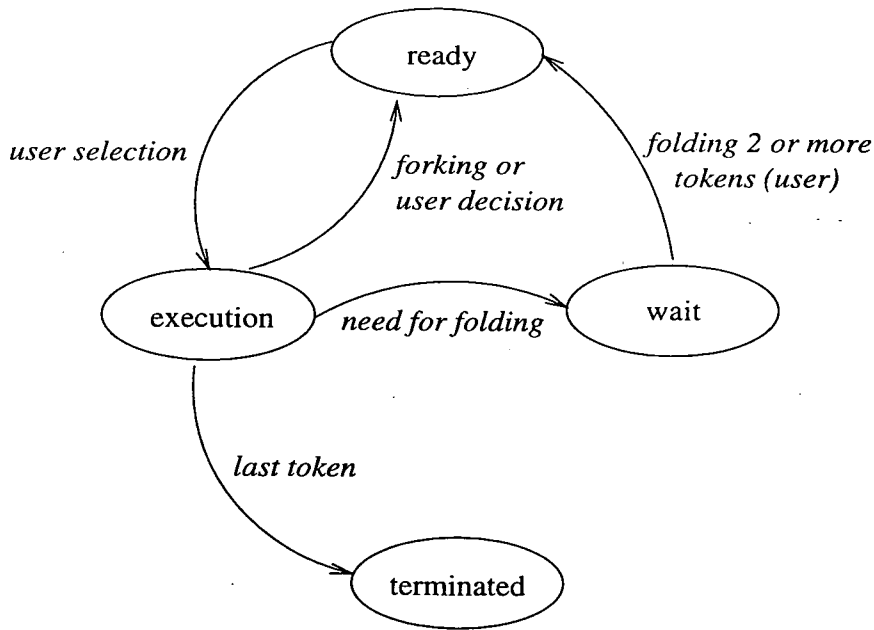 ready
user selection
forking or
user decision
folding 2 or more
tokens (user)
execution
need for folding
wait
last token
terminated